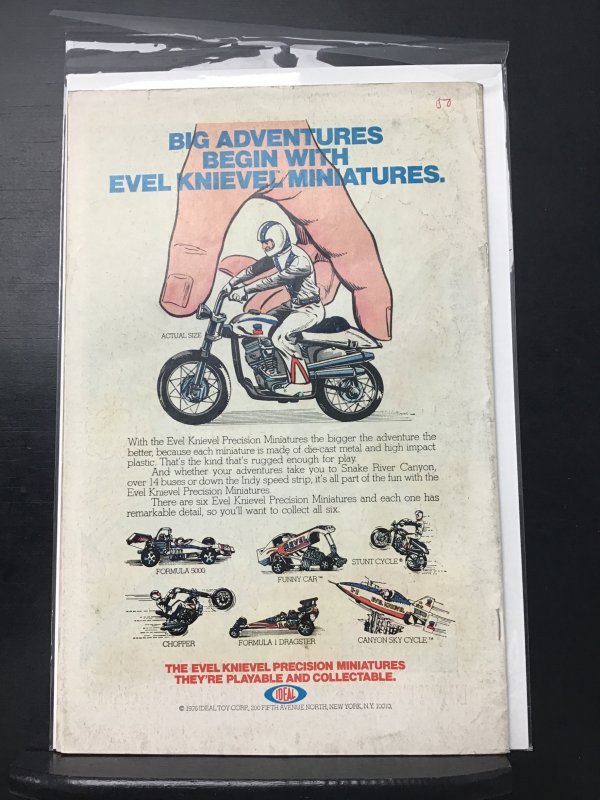 50
BIG ADVENTURES
BEGIN WITH
EVEL KNIEVEL MINIATURES.
ACTUAL SIZE
With the Evel Knievel Precision Miniatures the bigger the adventure the
better, because each miniature is made of die-cast metal and high impact
plastic. That's the kind that's rugged enough for play.
And whether your adventures take you to Snake River Canyon,
over 14 buses or down the Indy speed strip, it's all part of the fun with the
Evel Knievel Precision Miniatures.
There are six Evel Knievel Precision Miniatures and each one has
remarkable detail, so you'll want to collect all six.
FORMULA 5000
EVEL
FUNNY CAR™
STUNT CYCLE®
CHOPPER
FORMULA 1 DRAGSTER
EVEL KNIEVEL
CANYON SKY CYCLE™
THE EVEL KNIEVEL PRECISION MINIATURES
THEY'RE PLAYABLE AND COLLECTABLE.
IDEAL
© 1976 IDEAL TOY CORP., 200 FIFTH AVENUE NORTH, NEW YORK, N.Y. 10010.